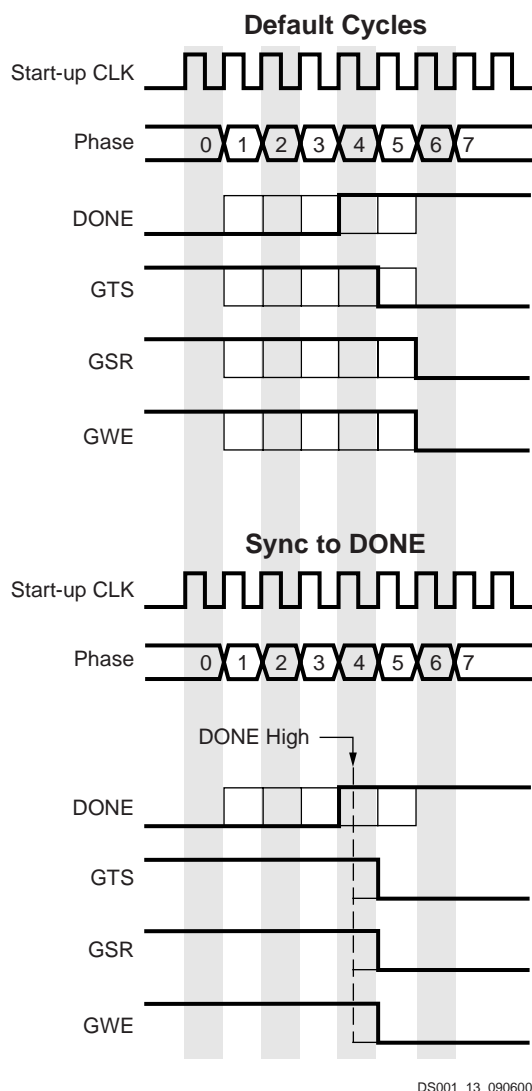 Default Cycles
Start-up CLK
Phase 0 1 2 3 4 5 6 7
DONE
GTS
GSR
GWE
Sync to DONE
Start-up CLK
Phase 0 1 2 3 4 5 6 7
DONE High
DONE
GTS
GSR
GWE
DS001_13_090600